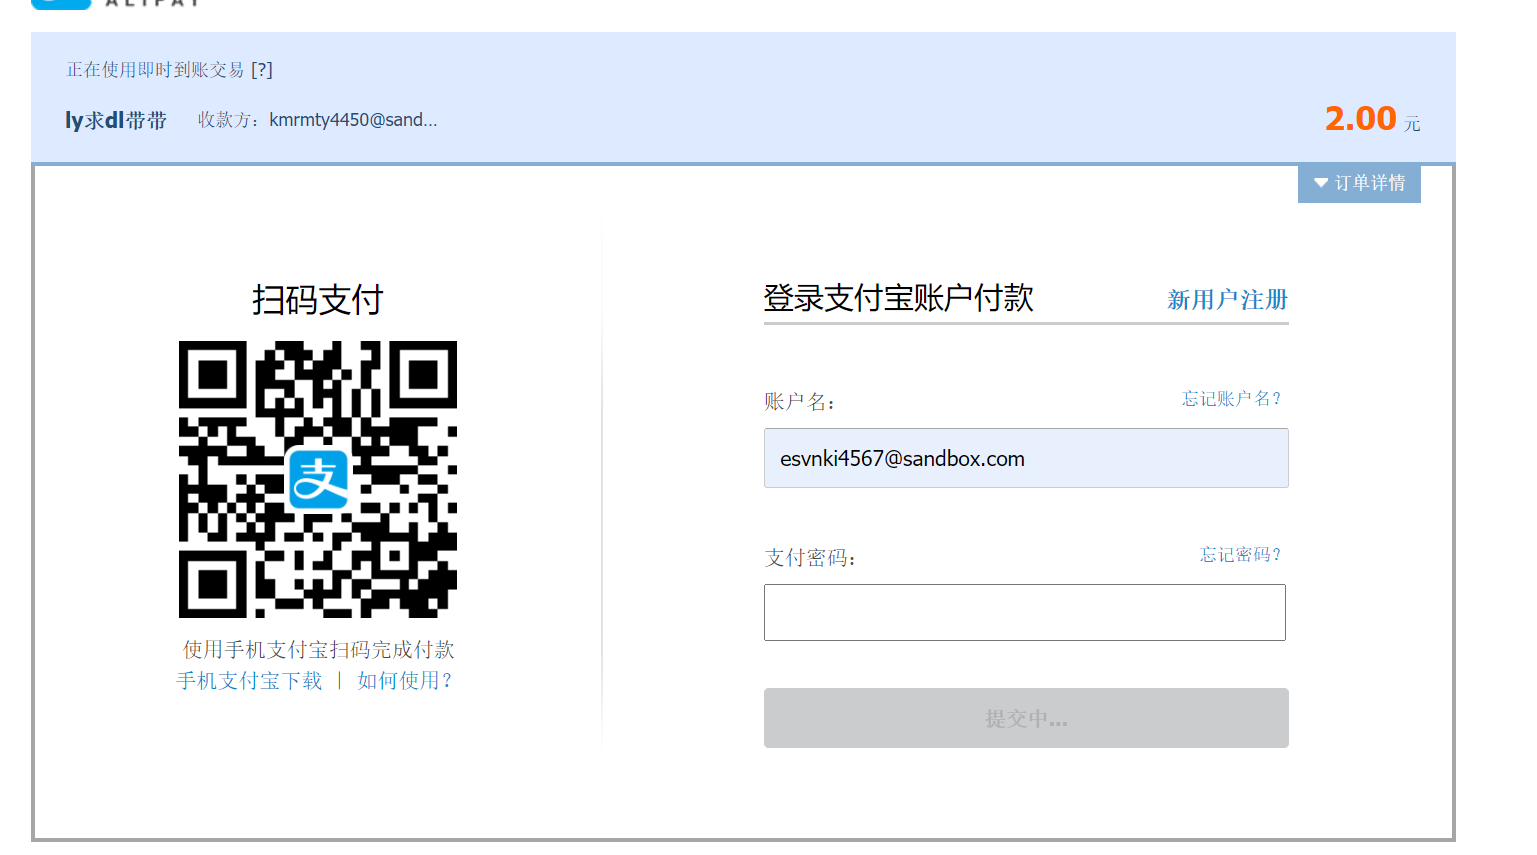 ALIPAY
正在使用即时到账交易 [?]
ly求dl带带 收款方：kmrmty4450@sand...
2.00 元
订单详情
扫码支付
使用手机支付宝扫码完成付款
手机支付宝下载 | 如何使用？
登录支付宝账户付款 新用户注册
账户名： 忘记账户名？
esvnki4567@sandbox.com
支付密码： 忘记密码？
提交中...
支